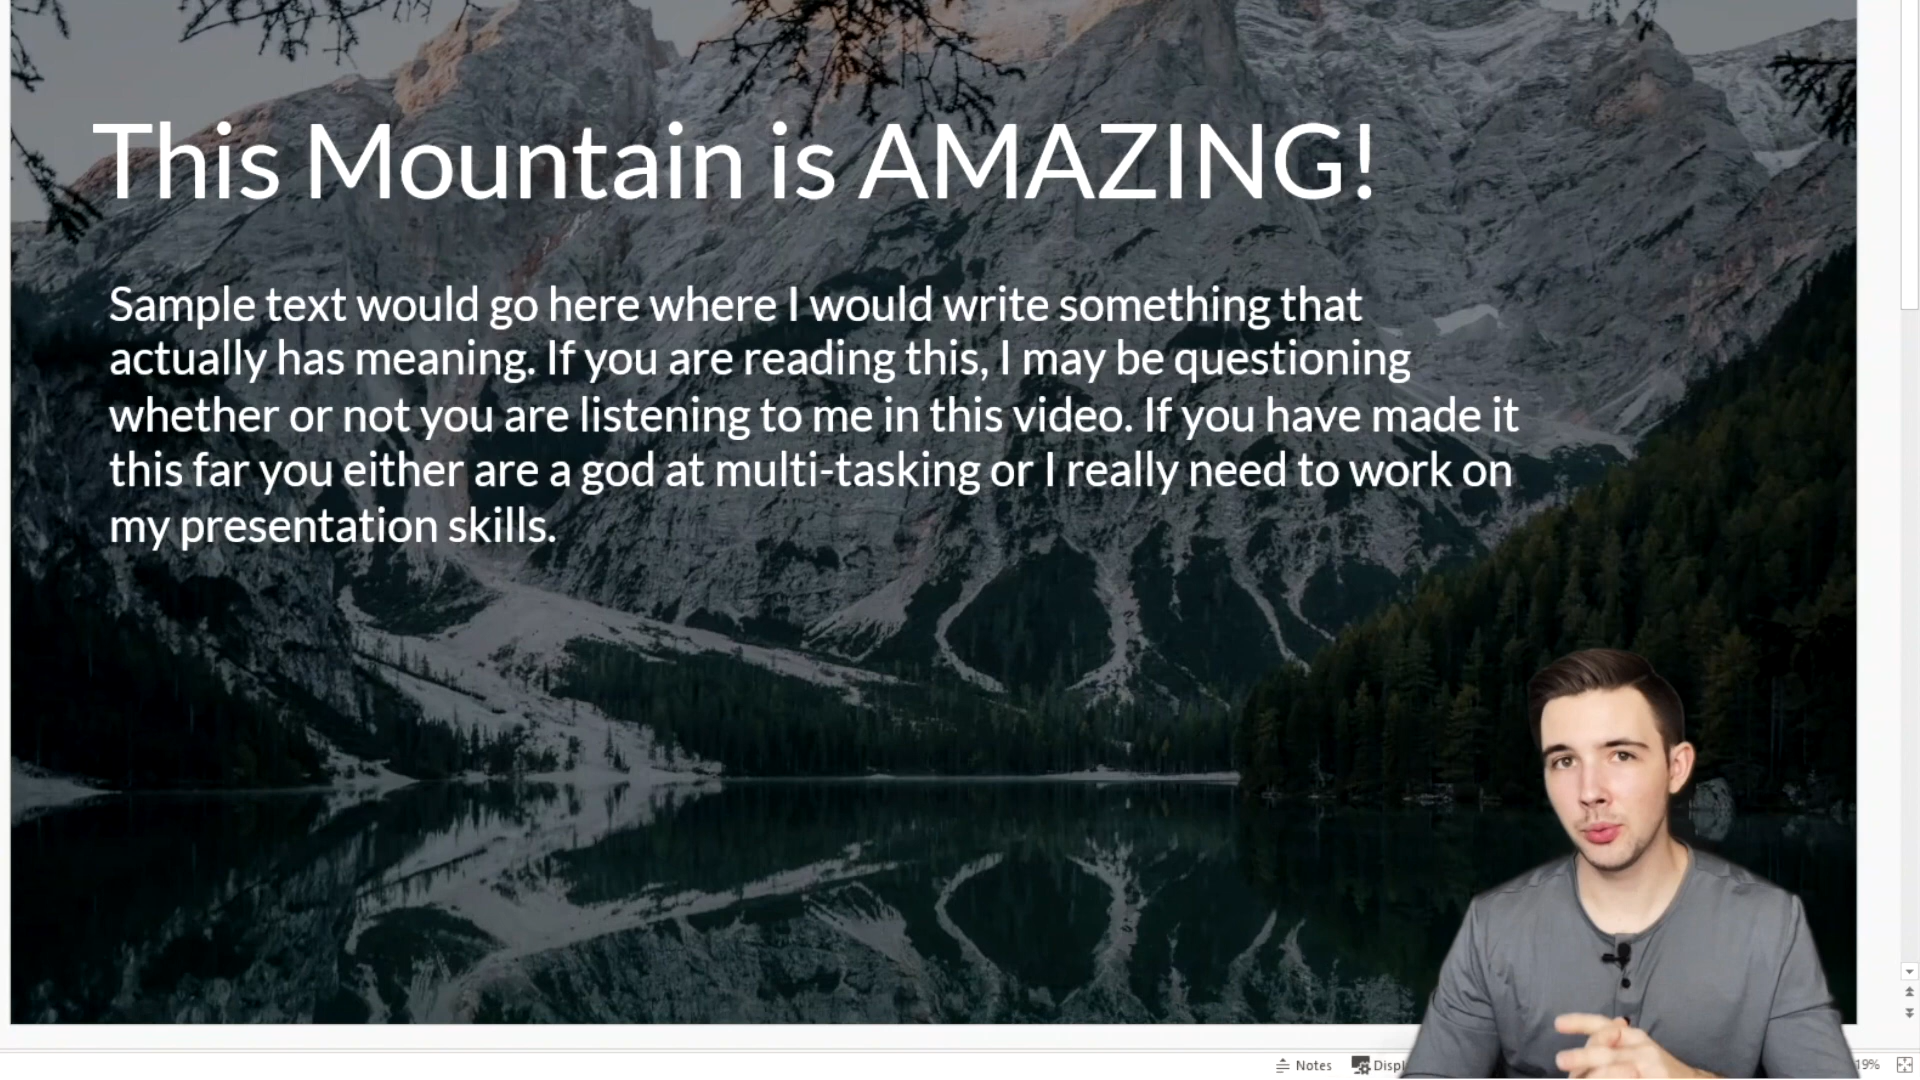 This Mountain is AMAZING!
Sample text would go here where I would write something that
actually has meaning. If you are reading this, I may be questioning
whether or not you are listening to me in this video. If you have made it
this far you either are a god at multi-tasking or I really need to work on
my presentation skills.
Notes